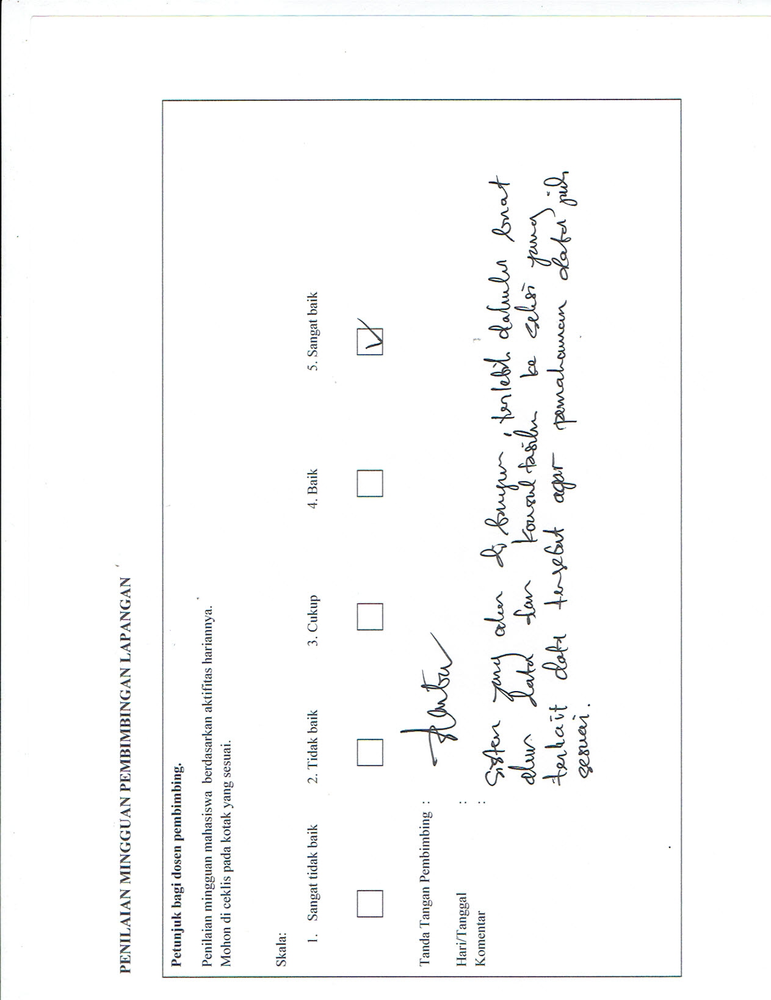 PENILAIAN MINGGUAN PEMBIMBINGAN LAPANGAN
Petunjuk bagi dosen pembimbing.
Penilaian mingguan mahasiswa berdasarkan aktifitas hariannya.
Mohon di ceklis pada kotak yang sesuai.
Skala:
1. Sangat tidak baik 2. Tidak baik 3. Cukup 4. Baik 5. Sangat baik
Tanda Tangan Pembimbing :
Hari/Tanggal :
Komentar :
Sistem yang akan di bangun, terlebih dahulu buat
alur data dan konsultasikan ke seksi yang
terkait data tersebut agar pemahaman data
sesuai.